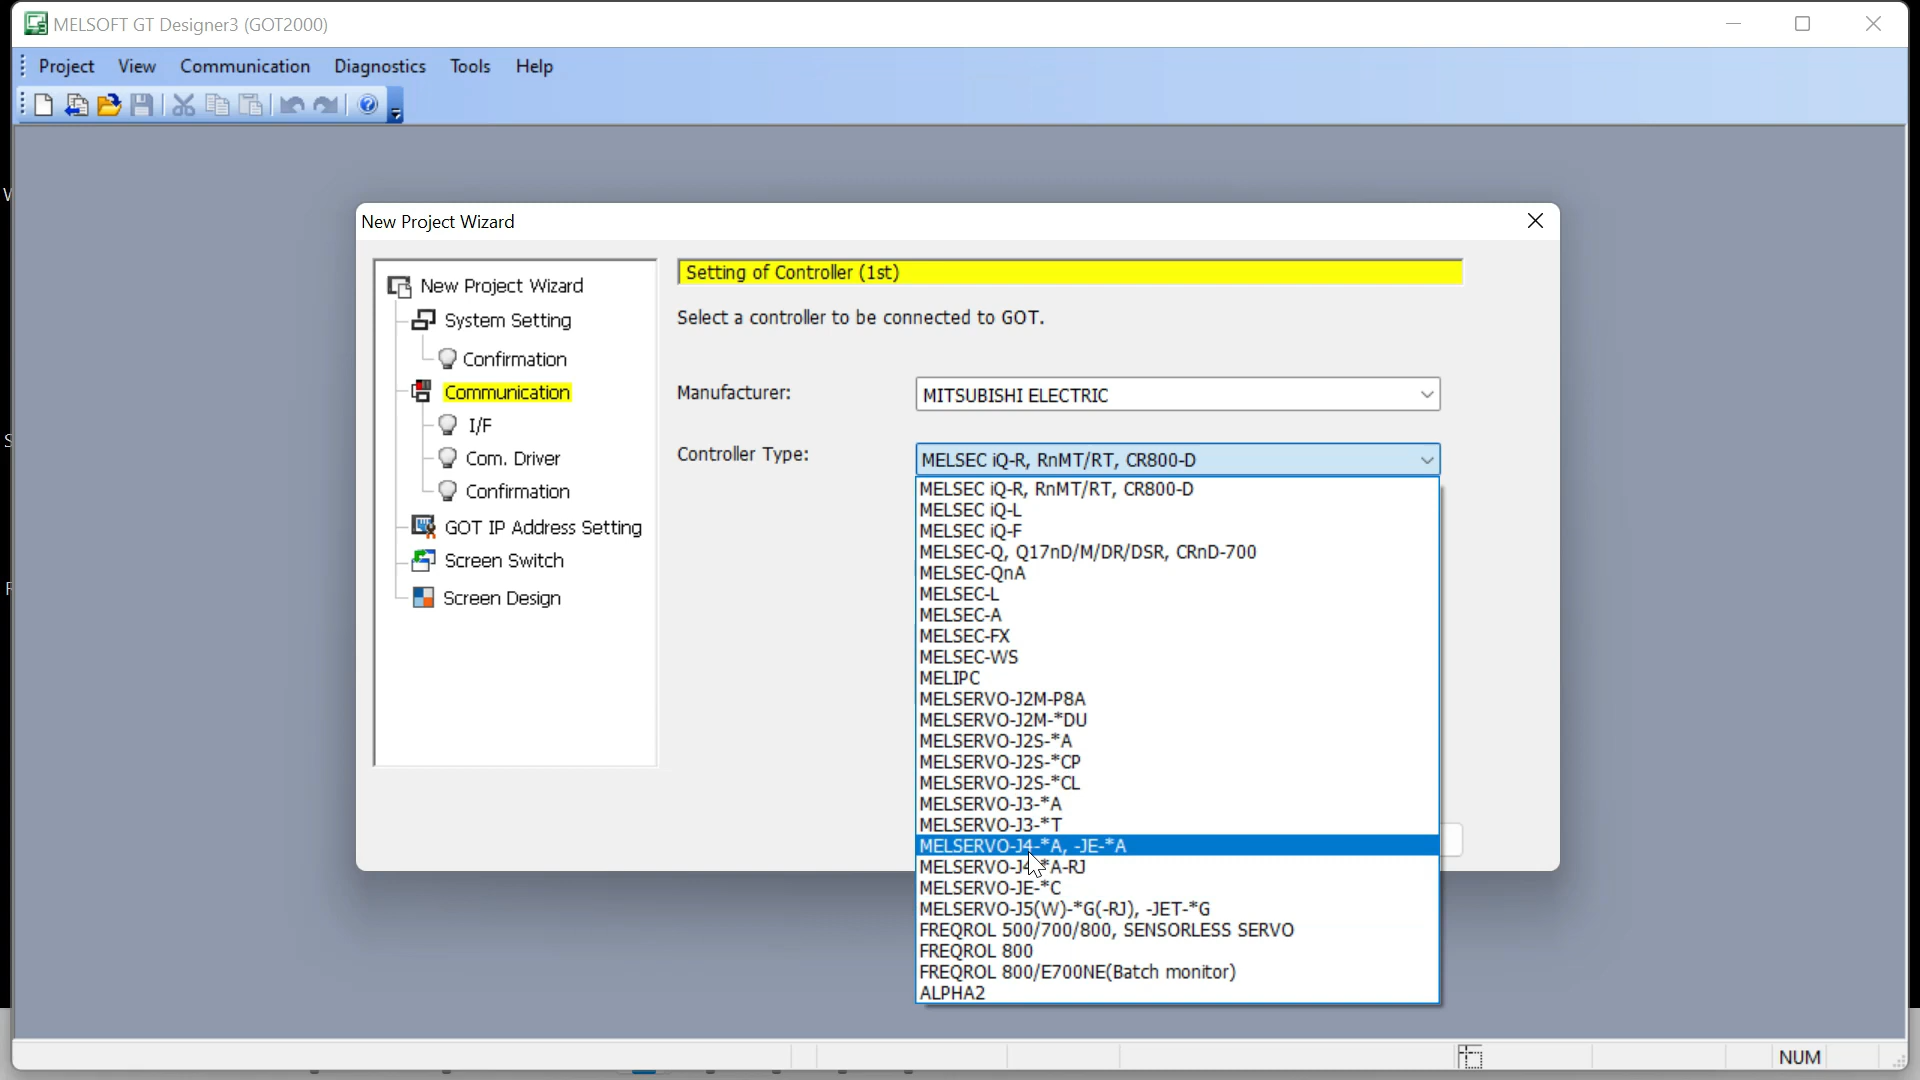 MELSOFT GT Designer3 (GOT2000)
Project View Communication Diagnostics Tools Help
New Project Wizard
New Project Wizard
System Setting
Confirmation
Communication
I/F
Com. Driver
Confirmation
GOT IP Address Setting
Screen Switch
Screen Design
Setting of Controller (1st)
Select a controller to be connected to GOT.
Manufacturer: MITSUBISHI ELECTRIC
Controller Type: MELSEC iQ-R, RnMT/RT, CR800-D
MELSEC iQ-R, RnMT/RT, CR800-D
MELSEC iQ-L
MELSEC iQ-F
MELSEC-Q, Q17nD/M/DR/DSR, CRnD-700
MELSEC-QnA
MELSEC-L
MELSEC-A
MELSEC-FX
MELSEC-WS
MELIPC
MELSERVO-J2M-P8A
MELSERVO-J2M-*DU
MELSERVO-J2S-*A
MELSERVO-J2S-*CP
MELSERVO-J2S-*CL
MELSERVO-J3-*A
MELSERVO-J3-*T
MELSERVO-J4-*A, -JE-*A
MELSERVO-J4-*A-RJ
MELSERVO-JE-*C
MELSERVO-J5(W)-*G(-RJ), -JET-*G
FREQROL 500/700/800, SENSORLESS SERVO
FREQROL 800
FREQROL 800/E700NE(Batch monitor)
ALPHA2
NUM